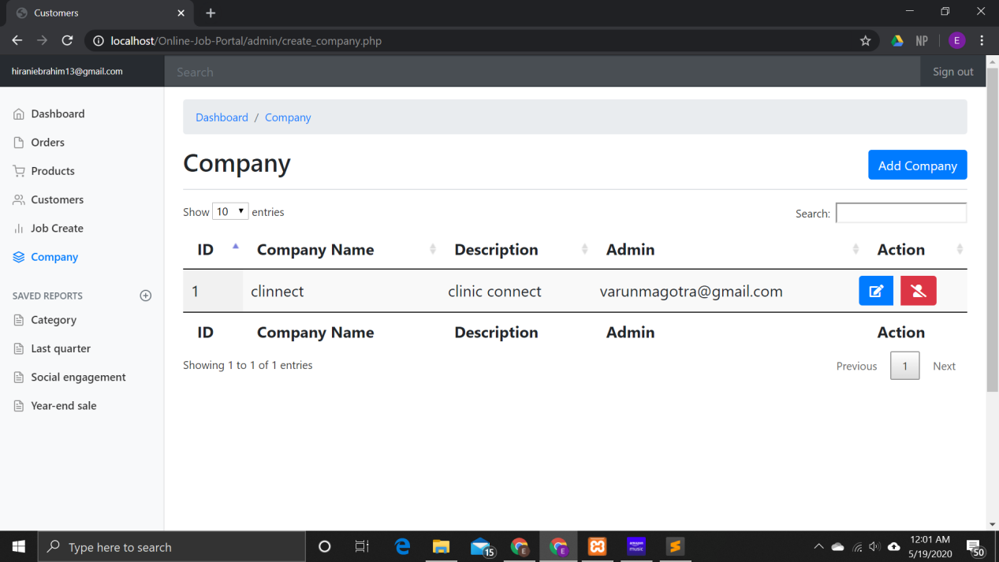 Customers
localhost/Online-Job-Portal/admin/create_company.php
NP
E
hiraniebrahim13@gmail.com
Search
Sign out
Dashboard
Orders
Products
Customers
Job Create
Company
SAVED REPORTS
Category
Last quarter
Social engagement
Year-end sale
Dashboard / Company
Company
Add Company
Show 10 entries
Search:
ID Company Name Description Admin Action
1 clinnect clinic connect varunmagotra@gmail.com
ID Company Name Description Admin Action
Showing 1 to 1 of 1 entries
Previous 1 Next
Type here to search
15
E
E
amazon
music
12:01 AM
5/19/2020
50